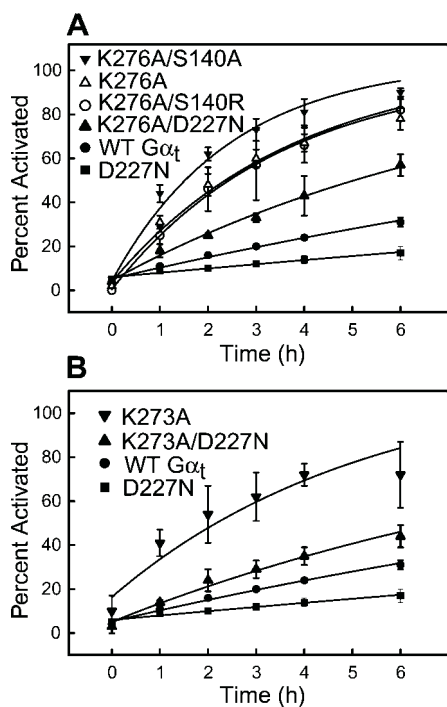 A
100
80
60
40
20
0
Percent Activated
K276A/S140A
K276A
K276A/S140R
K276A/D227N
WT Gαt
D227N
0 1 2 3 4 5 6
Time (h)
B
100
80
60
40
20
0
Percent Activated
K273A
K273A/D227N
WT Gαt
D227N
0 1 2 3 4 5 6
Time (h)